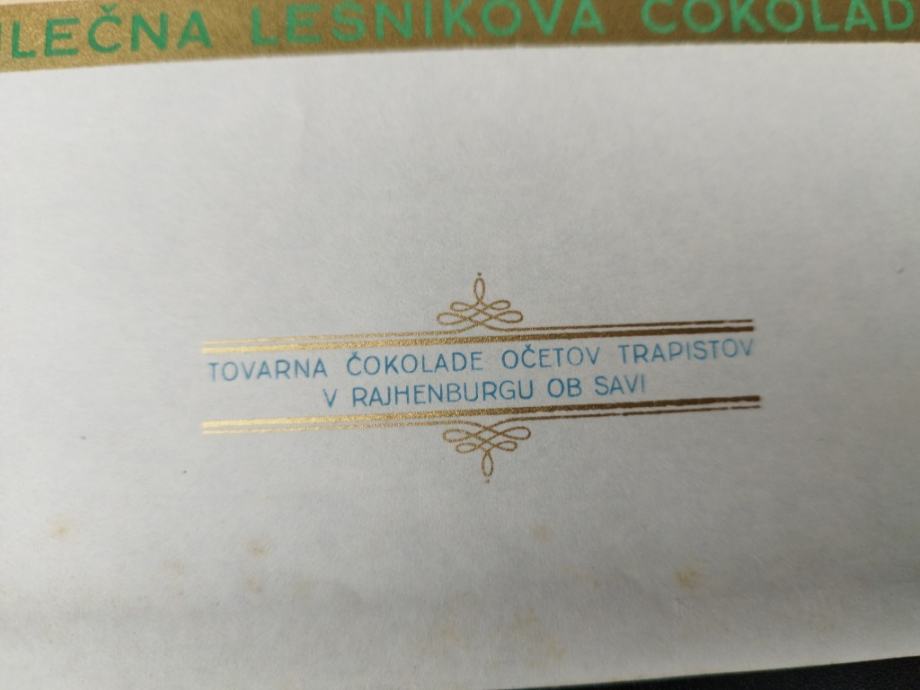 LEČNA LEŠNIKOVA ČOKOLAD
TOVARNA ČOKOLADE OČETOV TRAPISTOV
V RAJHENBURGU OB SAVI